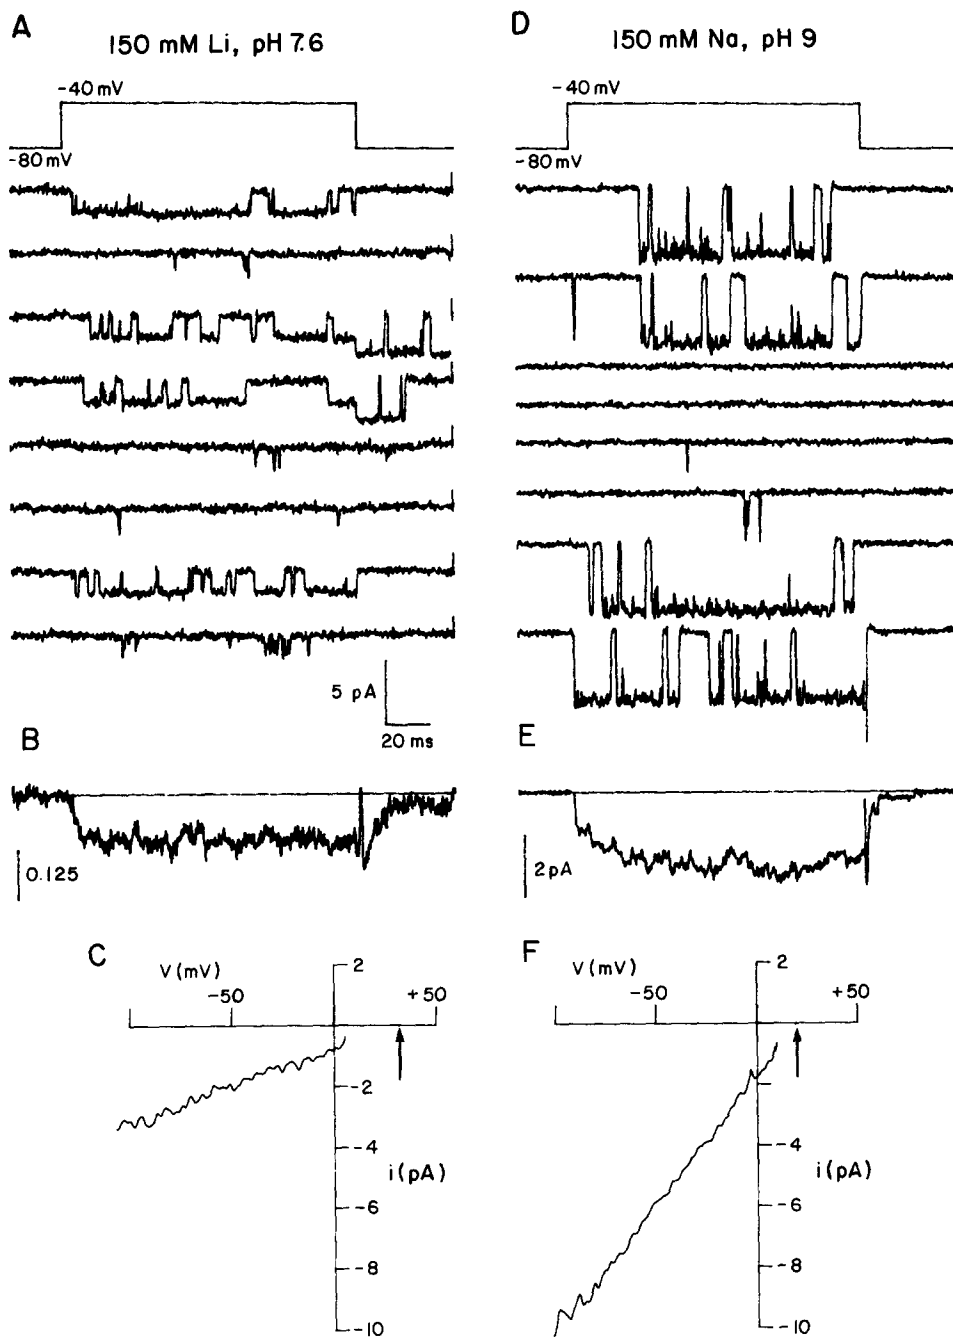 A
150 mM Li, pH 7.6
-40 mV
-80 mV
5 pA
20 ms
B
0.125
C
V (mV)
-50
+50
2
-2
-4
i (pA)
-6
-8
-10
D
150 mM Na, pH 9
-40 mV
-80 mV
E
2 pA
F
V (mV)
-50
+50
2
-4
i (pA)
-6
-8
-10